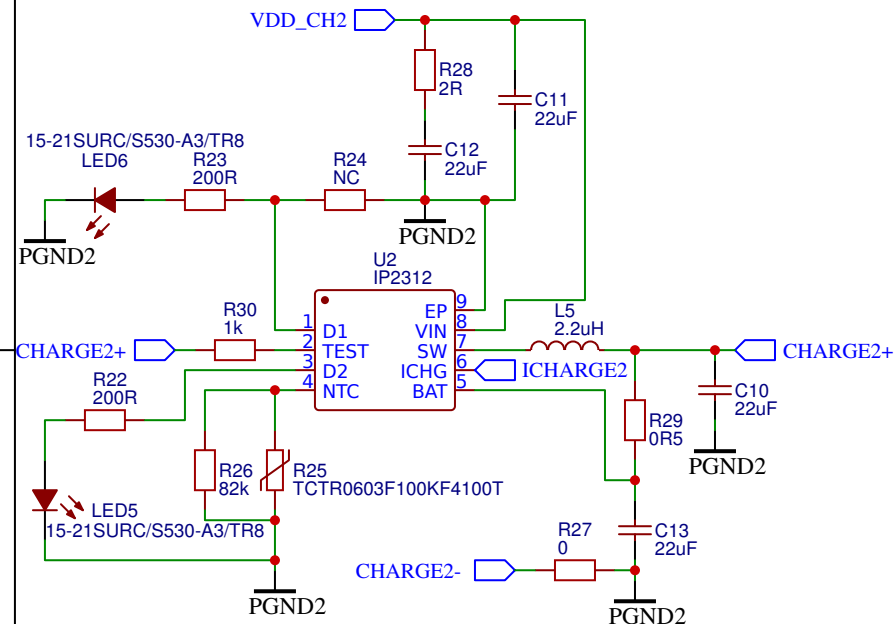 VDD_CH2
R28
2R
C11
22uF
C12
22uF
15-21SURC/S530-A3/TR8
LED6
R23
200R
R24
NC
PGND2
PGND2
U2
IP2312
R30
1k
CHARGE2+
1 D1
2 TEST
3 D2
4 NTC
EP 9
VIN 8
SW 7
ICHG 6
BAT 5
L5
2.2uH
CHARGE2+
ICHARGE2
R22
200R
C10
22uF
R29
0R5
PGND2
R26
82k
R25
TCTR0603F100KF4100T
LED5
15-21SURC/S530-A3/TR8
R27
0
C13
22uF
CHARGE2-
PGND2
PGND2